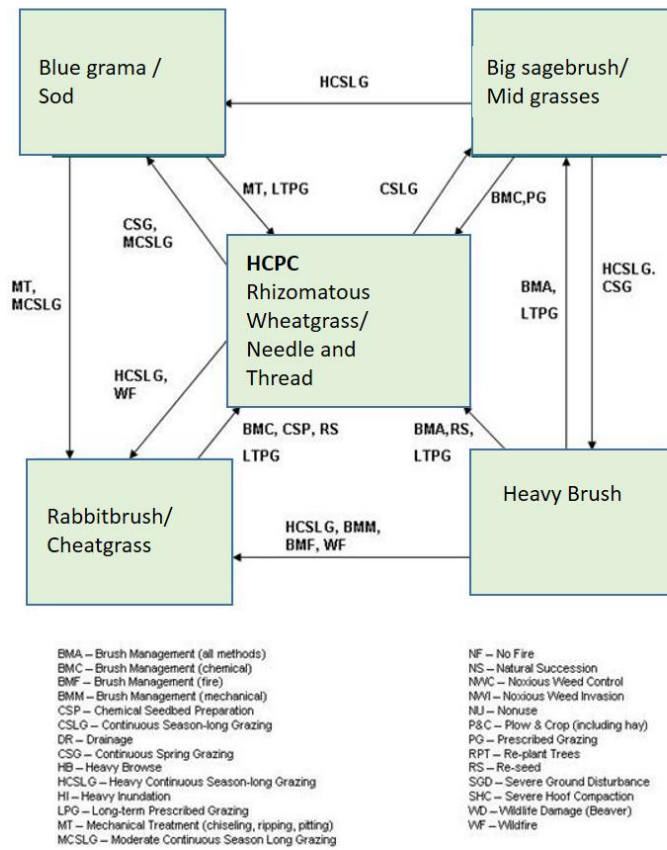 Blue grama /
Sod
HCSLG
Big sagebrush/
Mid grasses
MT, LTPG
CSLG
BMC,PG
CSG,
MCSLG
MT,
MCSLG
HCPC
Rhizomatous
Wheatgrass/
Needle and
Thread
BMA,
LTPG
HCSLG.
CSG
HCSLG,
WF
BMC, CSP, RS
LTPG
BMA,RS,
LTPG
Rabbitbrush/
Cheatgrass
HCSLG, BMM,
BMF, WF
Heavy Brush
BMA – Brush Management (all methods)
BMC – Brush Management (chemical)
BMF – Brush Management (fire)
BMM – Brush Management (mechanical)
CSP – Chemical Seedbed Preparation
CSLG – Continuous Season-long Grazing
DR – Drainage
CSG – Continuous Spring Grazing
HB – Heavy Browse
HCSLG – Heavy Continuous Season-long Grazing
HI – Heavy Inundation
LPG – Long-term Prescribed Grazing
MT – Mechanical Treatment (chiseling, ripping, pitting)
MCSLG – Moderate Continuous Season Long Grazing
NF – No Fire
NS – Natural Succession
NWC – Noxious Weed Control
NWI – Noxious Weed Invasion
NU – Nonuse
P&C – Plow & Crop (including hay)
PG – Prescribed Grazing
RPT – Re-plant Trees
RS – Re-seed
SGD – Severe Ground Disturbance
SHC – Severe Hoof Compaction
WD – Wildlife Damage (Beaver)
WF – Wildfire